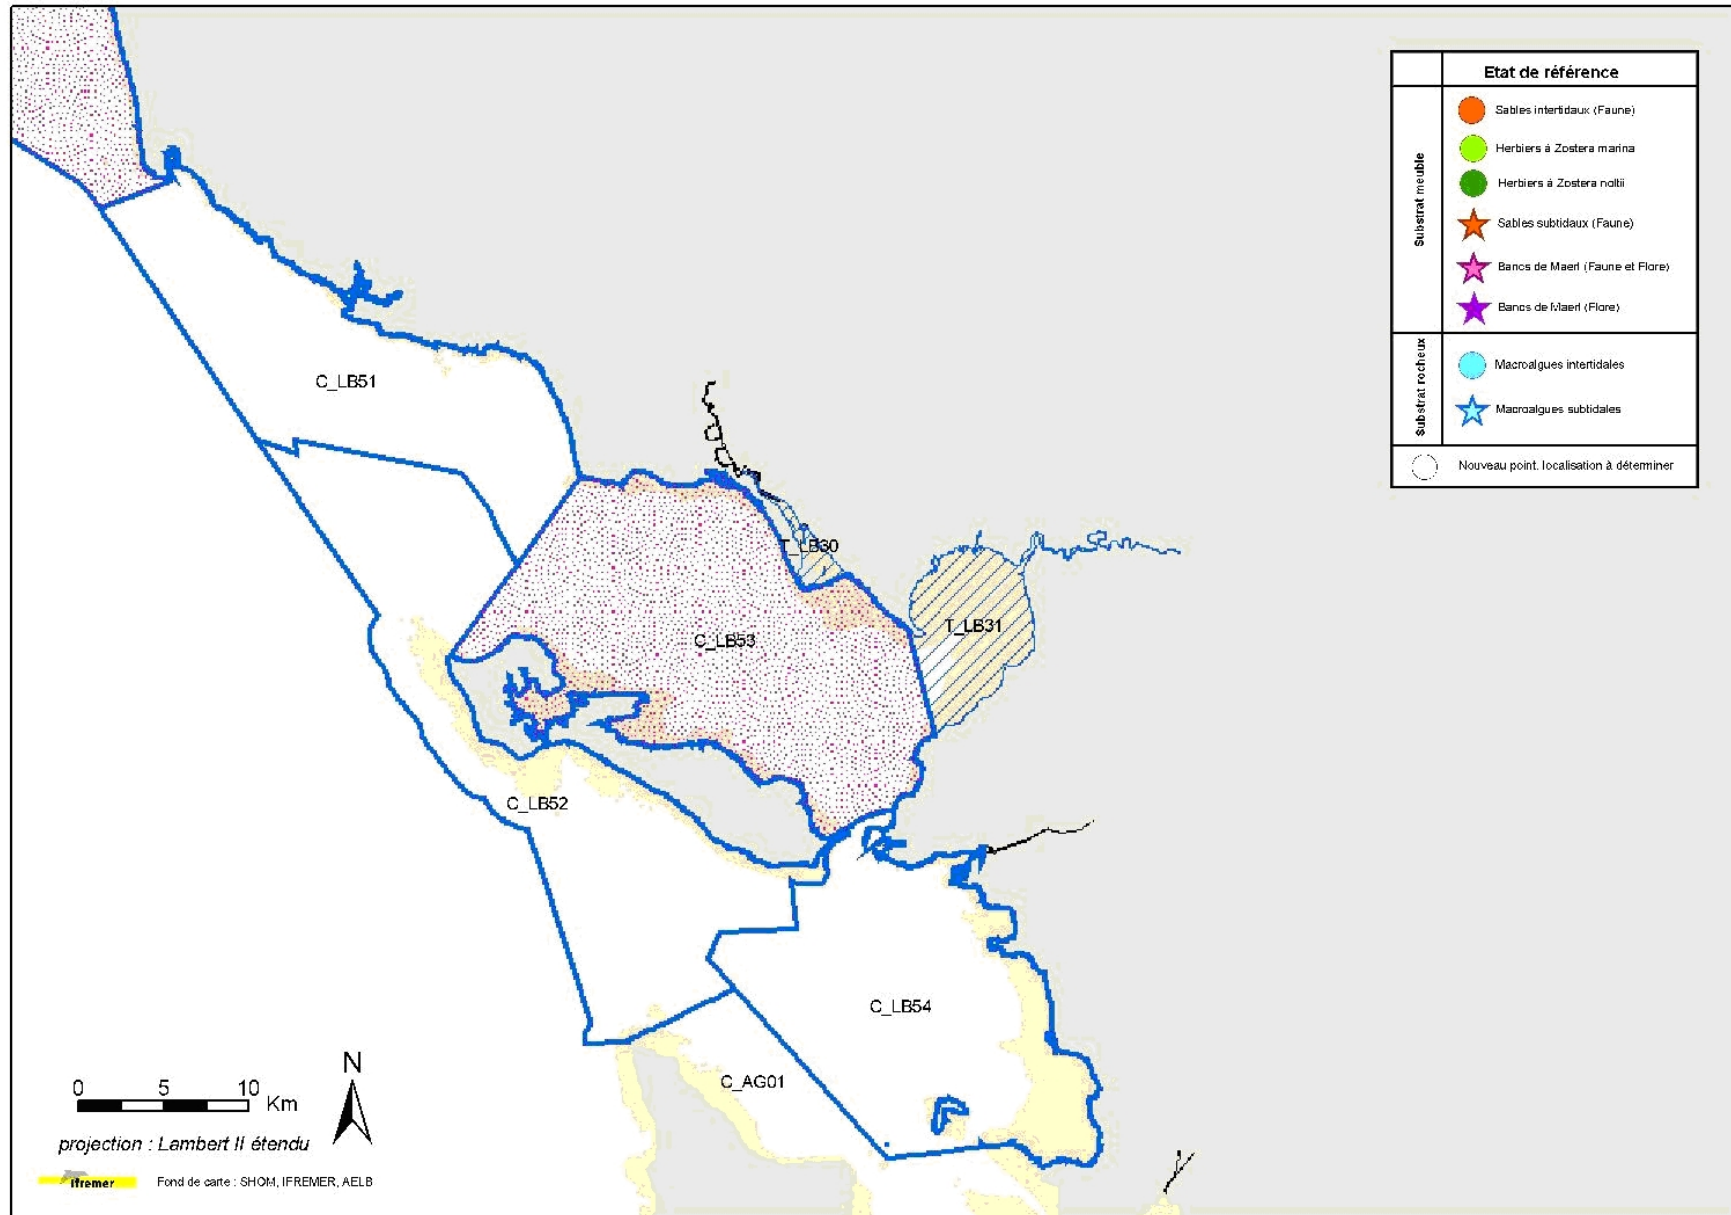 Etat de référence
Substrat meuble
Sables intertidaux (Faune)
Herbiers à Zostera marina
Herbiers à Zostera noltii
Sables subtidaux (Faune)
Bancs de Maerl (Faune et Flore)
Bancs de Maerl (Flore)
Substrat rocheux
Macroalgues intertidales
Macroalgues subtidales
Nouveau point, localisation à déterminer
C_LB51
T_LB30
T_LB31
C_LB53
C_LB52
C_LB54
C_AG01
0 5 10 Km
N
projection : Lambert II étendu
Ifremer
Fond de carte : SHOM, IFREMER, AELB